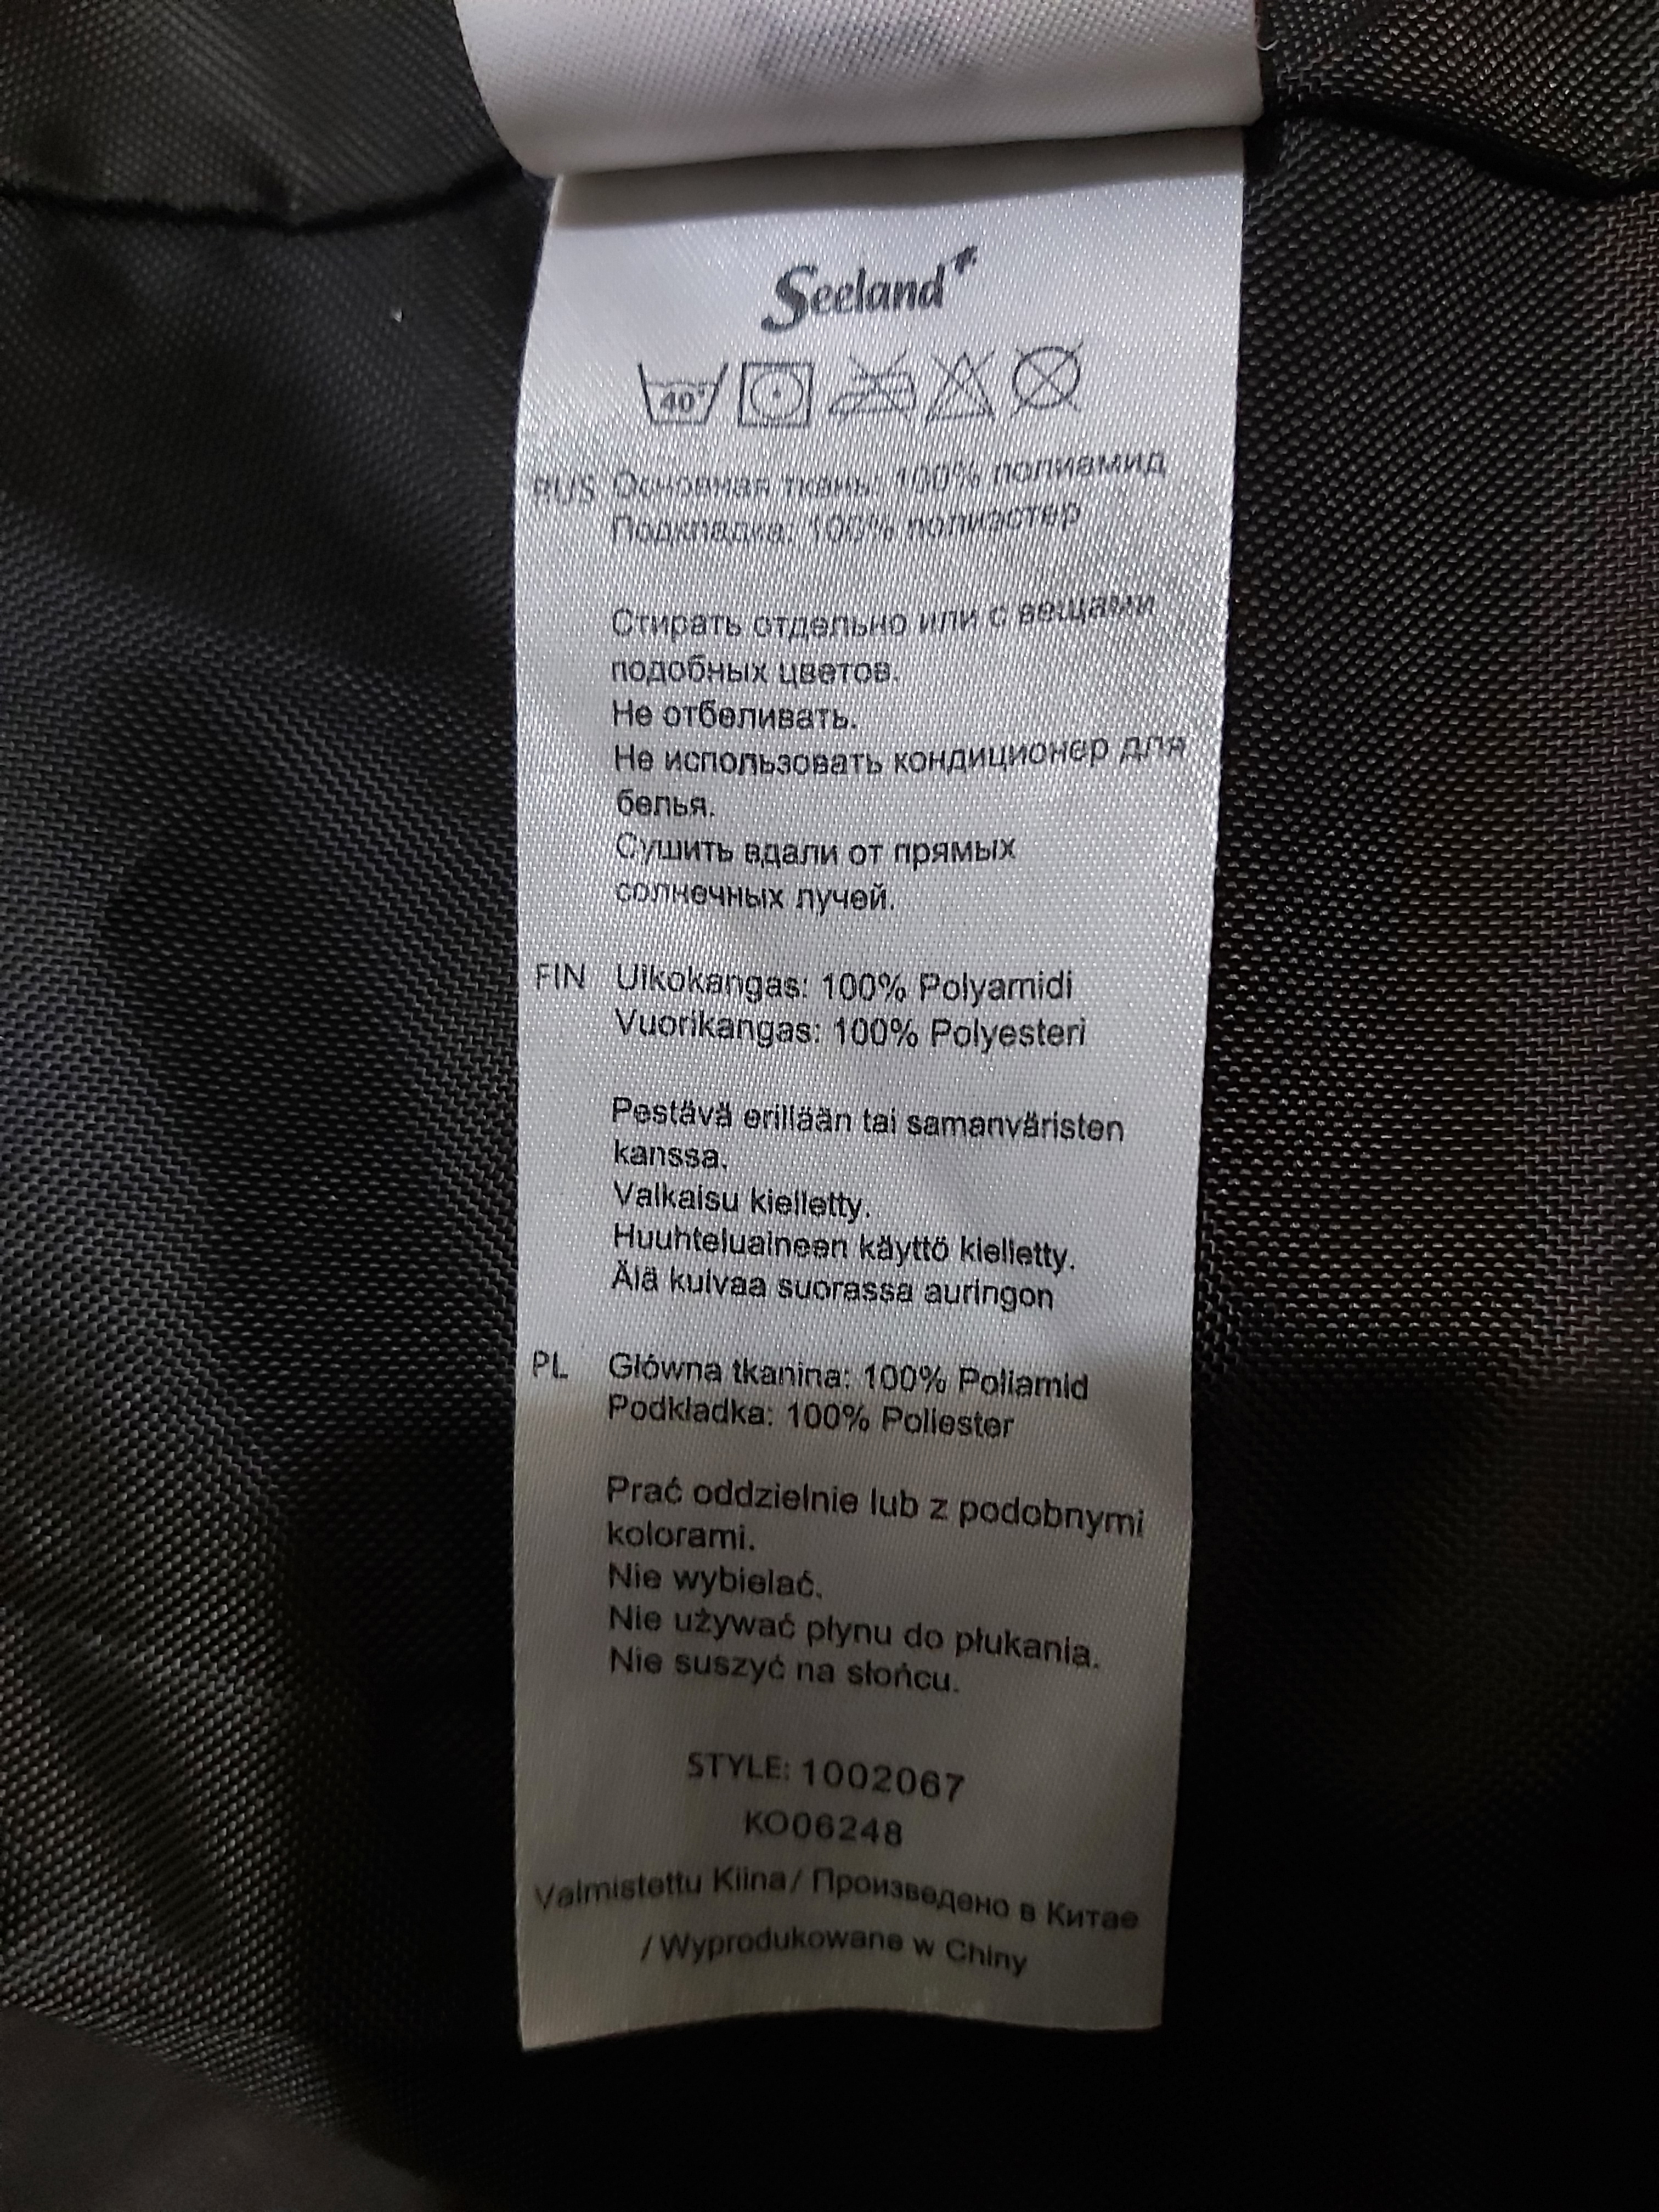 Seeland
40°
RUS Основная ткань: 100% полиамид
Подкладка: 100% полиэстер
Стирать отдельно или с вещами
подобных цветов.
Не отбеливать.
Не использовать кондиционер для
белья.
Сушить вдали от прямых
солнечных лучей.
FIN Ulkokangas: 100% Polyamidi
Vuorikangas: 100% Polyesteri
Pestävä erillään tai samanväristen
kanssa.
Valkaisu kielletty.
Huuhteluaineen käyttö kielletty.
Älä kuivaa suorassa auringon
PL Główna tkanina: 100% Poliamid
Podkładka: 100% Poliester
Prać oddzielnie lub z podobnymi
kolorami.
Nie wybielać.
Nie używać płynu do płukania.
Nie suszyć na słońcu.
STYLE: 1002067
KO06248
Valmistettu Kiina / Произведено в Китае
/ Wyprodukowane w Chiny